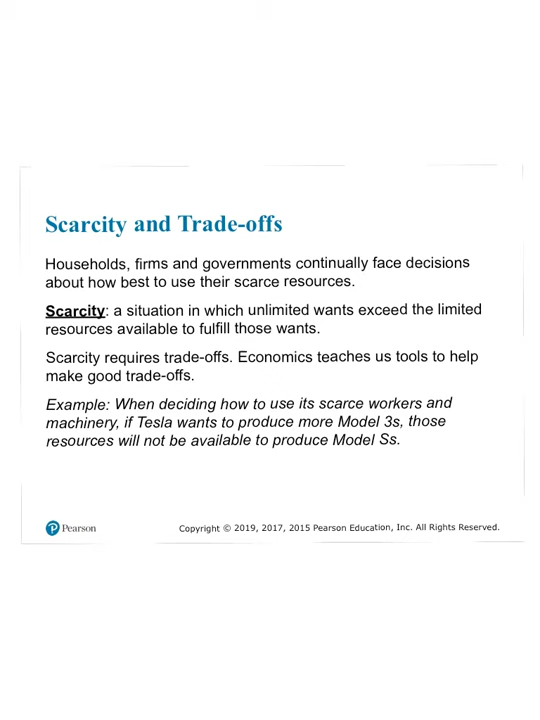 Scarcity and Trade-offs
Households, firms and governments continually face decisions
about how best to use their scarce resources.
Scarcity: a situation in which unlimited wants exceed the limited
resources available to fulfill those wants.
Scarcity requires trade-offs. Economics teaches us tools to help
make good trade-offs.
Example: When deciding how to use its scarce workers and
machinery, if Tesla wants to produce more Model 3s, those
resources will not be available to produce Model Ss.
P Pearson
Copyright © 2019, 2017, 2015 Pearson Education, Inc. All Rights Reserved.